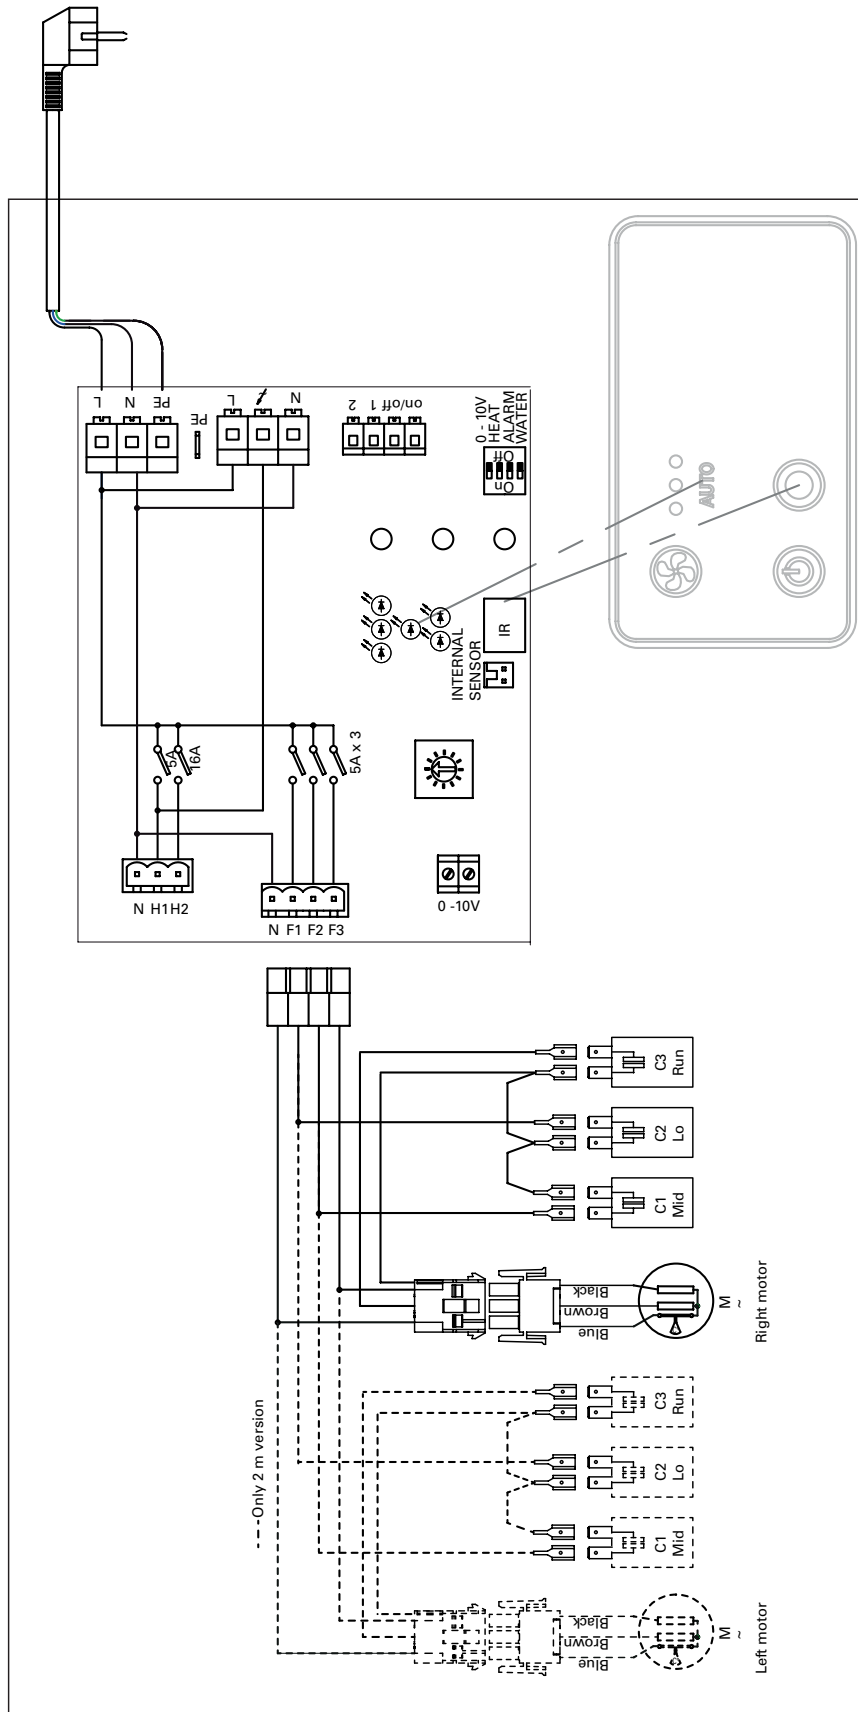 L
N
PE
PE
L
N
2
1
on/off
0 - 10V
HEAT
ALARM
WATER
Off
On
AUTO
IR
INTERNAL
SENSOR
5A
16A
5A x 3
N H1 H2
N F1 F2 F3
0 -10V
C3
Run
C2
Lo
C1
Mid
Black
Brown
Blue
M
~
Right motor
Only 2 m version
C3
Run
C2
Lo
C1
Mid
Black
Brown
Blue
M
~
Left motor